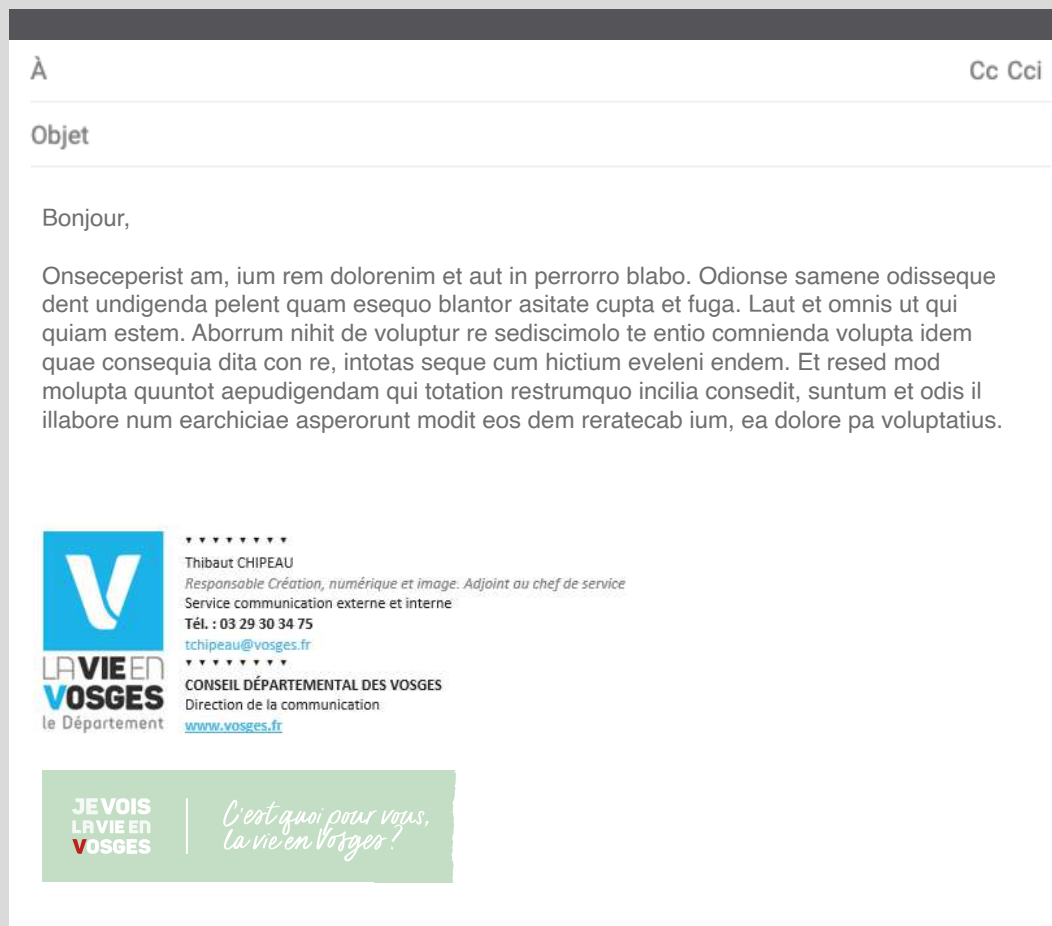 À
Cc Cci
Objet
Bonjour,
Onseceperist am, ium rem dolorenim et aut in perrorro blabo. Odionse samene odisseque
dent undigenda pelent quam esequo blantor asitate cupta et fuga. Laut et omnis ut qui
quiam estem. Aborrum nihit de voluptur re sediscimolo te entio comnienda volupta idem
quae consequia dita con re, intotas seque cum hictium eveleni endem. Et resed mod
molupta quuntot aepudigendam qui totation restrumquo incilia consedit, suntum et odis il
illabore num earchiciae asperorunt modit eos dem reratecab ium, ea dolore pa voluptatius.
V
LA VIE EN
VOSGES
le Département
Thibaut CHIPEAU
Responsable Création, numérique et image. Adjoint au chef de service
Service communication externe et interne
Tél. : 03 29 30 34 75
tchipeau@vosges.fr
CONSEIL DÉPARTEMENTAL DES VOSGES
Direction de la communication
www.vosges.fr
JE VOIS
LA VIE EN
VOSGES
C'est quoi pour vous,
la vie en Vosges ?